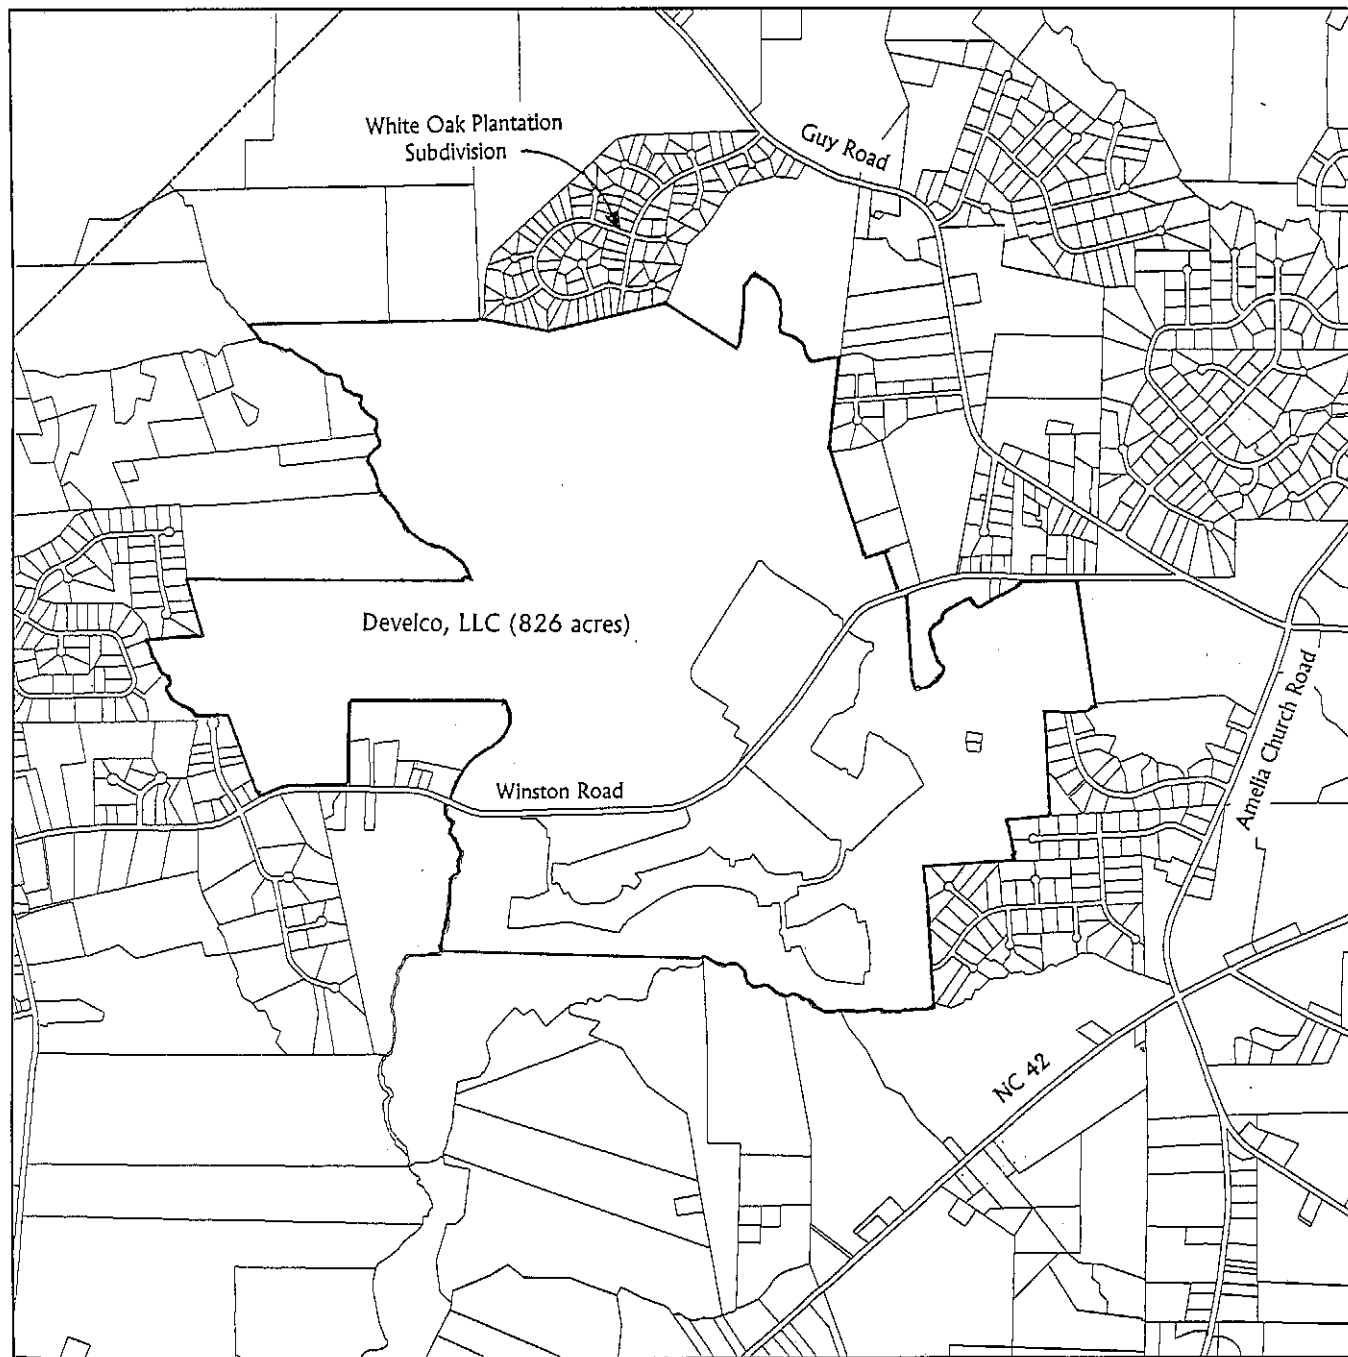 White Oak Plantation
Subdivision
Guy Road
Develco, LLC (826 acres)
Winston Road
Amelia Church Road
NC 42